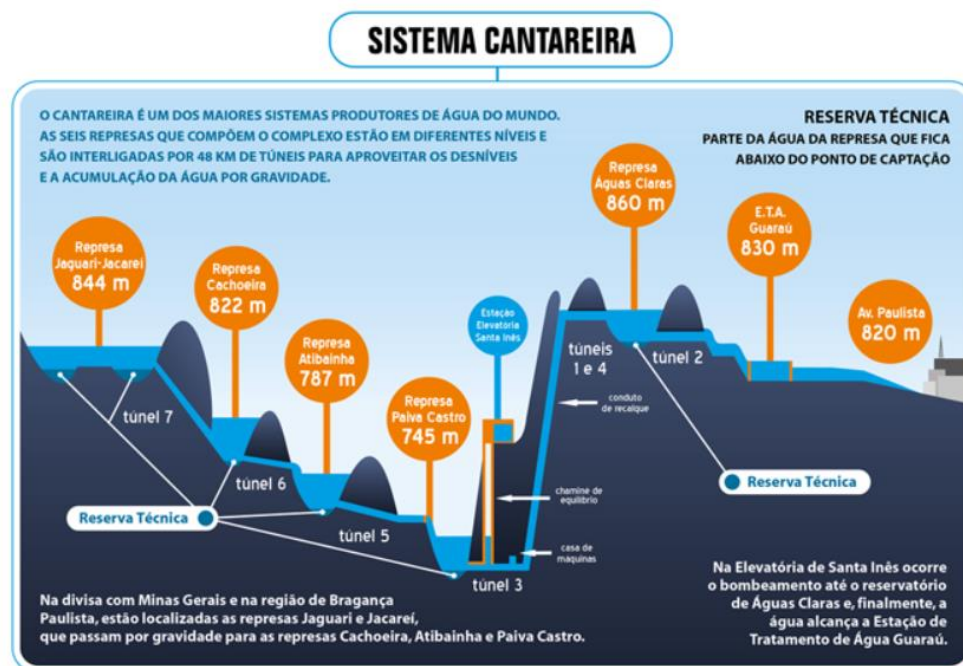 SISTEMA CANTAREIRA
O CANTAREIRA É UM DOS MAIORES SISTEMAS PRODUTORES DE ÁGUA DO MUNDO.
AS SEIS REPRESAS QUE COMPÕEM O COMPLEXO ESTÃO EM DIFERENTES NÍVEIS E
SÃO INTERLIGADAS POR 48 KM DE TÚNEIS PARA APROVEITAR OS DESNÍVEIS
E A ACUMULAÇÃO DA ÁGUA POR GRAVIDADE.
RESERVA TÉCNICA
PARTE DA ÁGUA DA REPRESA QUE FICA
ABAIXO DO PONTO DE CAPTAÇÃO
Represa
Jaguari-Jacareí
844 m
Represa
Cachoeira
822 m
Represa
Atibainha
787 m
Represa
Paiva Castro
745 m
Estação
Elevatória
Santa Inês
Represa
Águas Claras
860 m
E.T.A.
Guaraú
830 m
Av. Paulista
820 m
túnel 7
túnel 6
túnel 5
túnel 3
túneis
1 e 4
túnel 2
conduto
de recalque
chaminé de
equilíbrio
casa de
máquinas
Reserva Técnica
Reserva Técnica
Na divisa com Minas Gerais e na região de Bragança
Paulista, estão localizadas as represas Jaguari e Jacareí,
que passam por gravidade para as represas Cachoeira, Atibainha e Paiva Castro.
Na Elevatória de Santa Inês ocorre
o bombeamento até o reservatório
de Águas Claras e, finalmente, a
água alcança a Estação de
Tratamento de Água Guaraú.